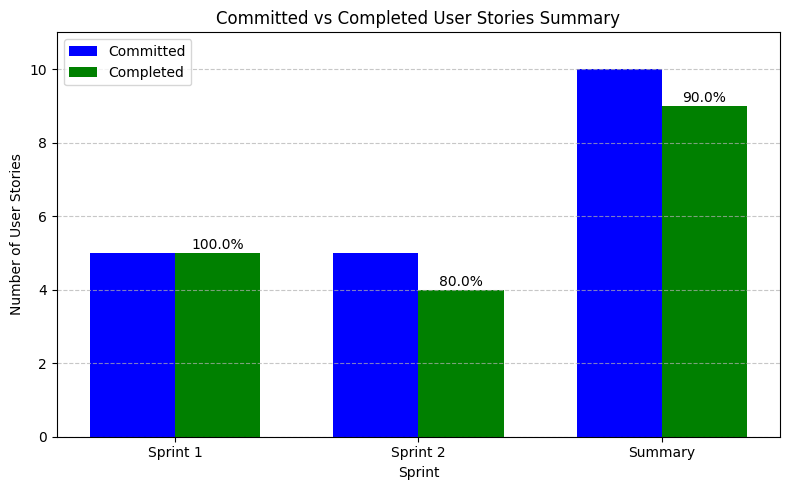 Committed vs Completed User Stories Summary
Committed
Completed
Number of User Stories
10
8
6
4
2
0
100.0%
80.0%
90.0%
Sprint 1
Sprint 2
Summary
Sprint